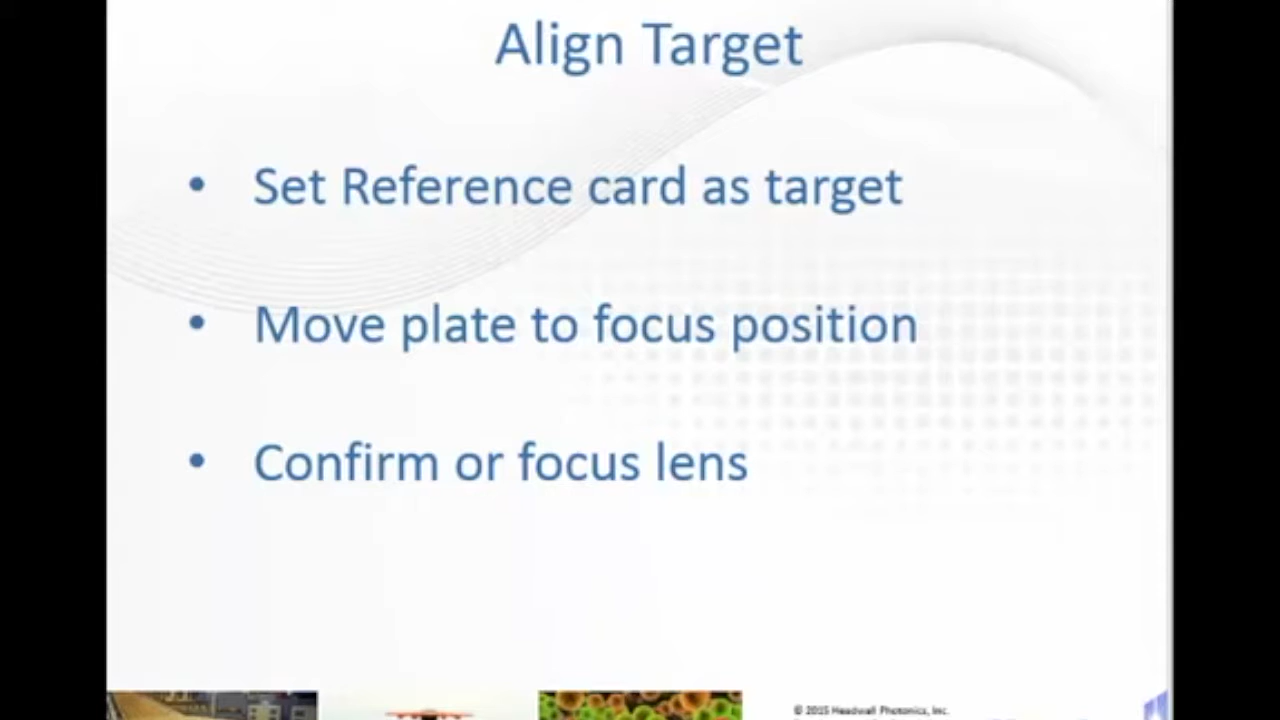 Align Target
• Set Reference card as target
• Move plate to focus position
• Confirm or focus lens
© 2015 Headwall Photonics, Inc.